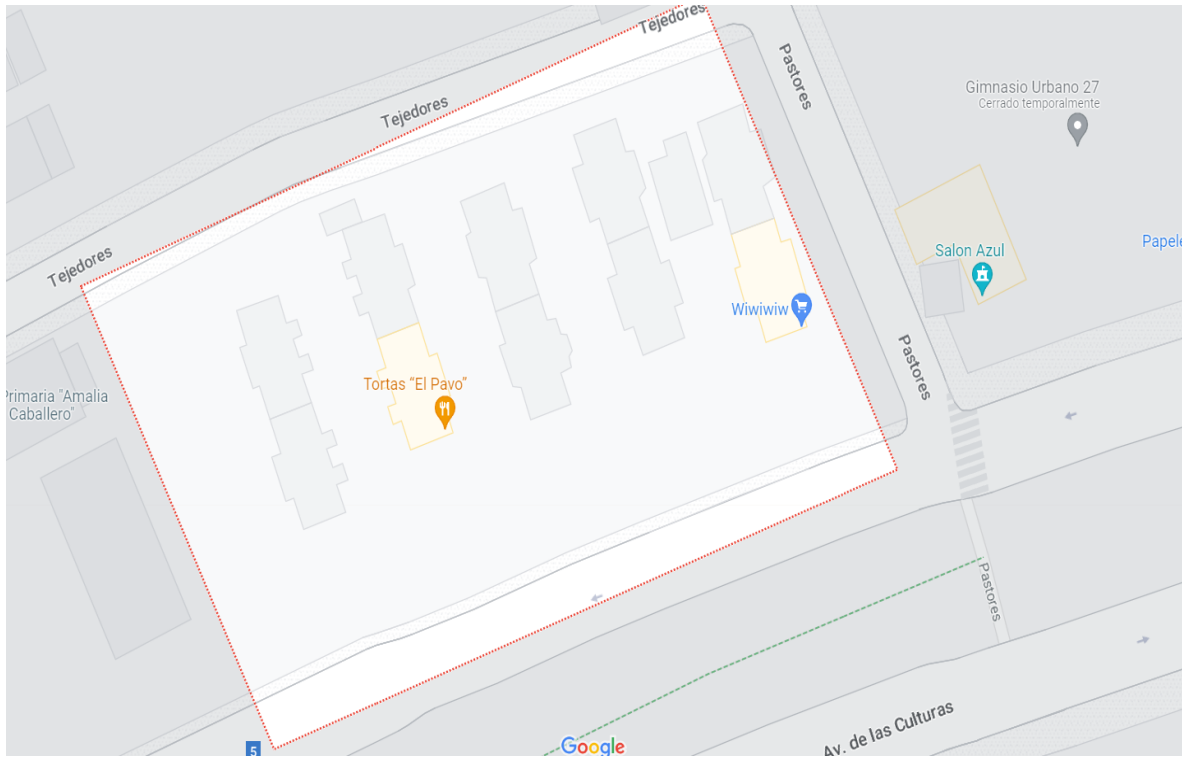 Tejedores
Pastores
Gimnasio Urbano 27
Cerrado temporalmente
Tejedores
Tejedores
Salon Azul
Papele
Wiwiwiw
Pastores
Tortas "El Pavo"
Primaria "Amalia
Caballero"
Pastores
Av. de las Culturas
5
Google